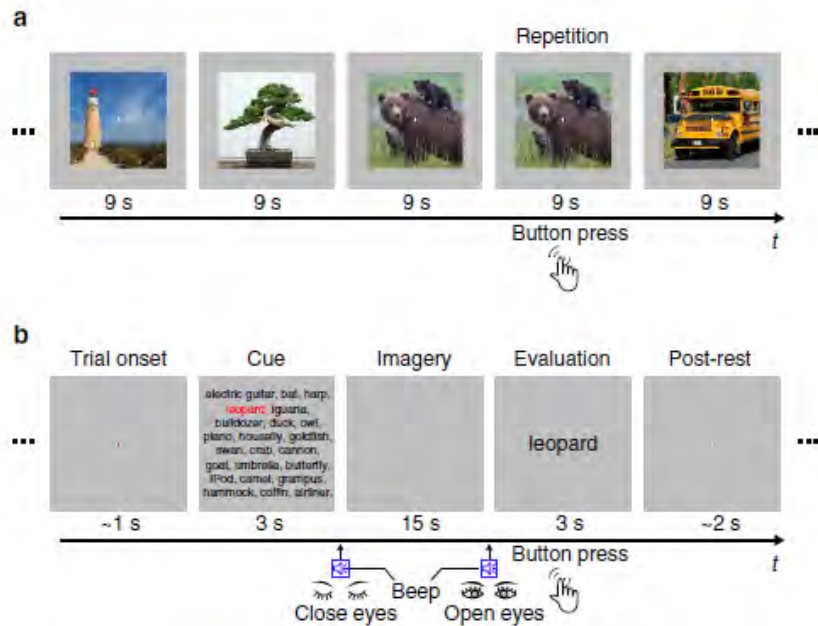 a
Repetition
... ...
9 s 9 s 9 s 9 s 9 s
Button press
t
b
Trial onset Cue Imagery Evaluation Post-rest
electric guitar, bat, harp,
leopard, iguana,
bulldozer, duck, owl,
piano, housefly, goldfish,
swan, crab, cannon,
goat, umbrella, butterfly,
iPod, camel, grampus,
hammock, coffin, airliner,
leopard
... ...
~1 s 3 s 15 s 3 s ~2 s
Button press
t
Beep
Close eyes Open eyes